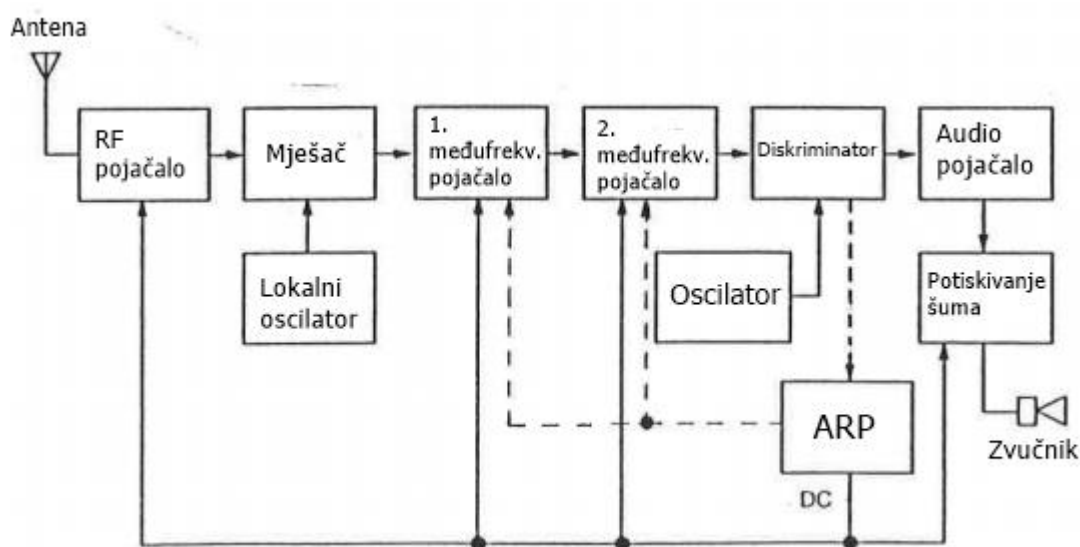 Antena
RF
pojačalo
Mješač
1.
međufrekv.
pojačalo
2.
međufrekv.
pojačalo
Diskriminator
Audio
pojačalo
Lokalni
oscilator
Oscilator
Potiskivanje
šuma
ARP
Zvučnik
DC